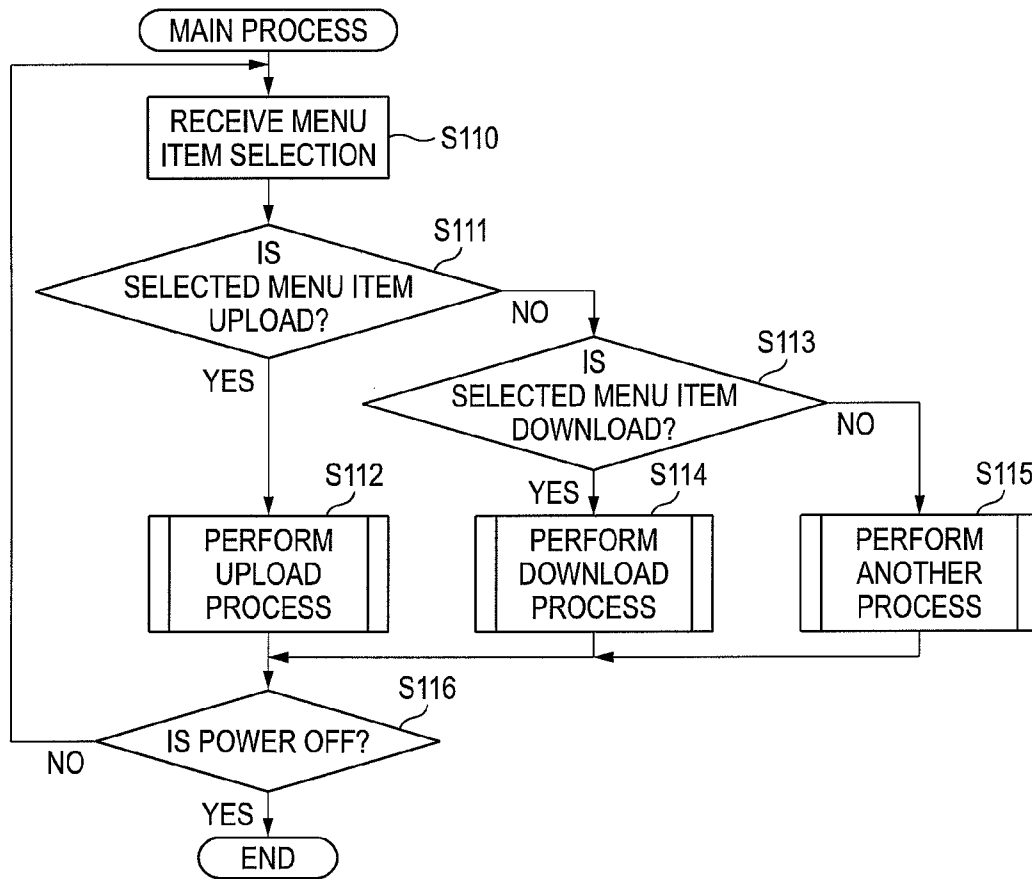 MAIN PROCESS
RECEIVE MENU
ITEM SELECTION
S110
S111
IS
SELECTED MENU ITEM
UPLOAD?
NO
YES
S113
IS
SELECTED MENU ITEM
DOWNLOAD?
NO
YES
S112
PERFORM
UPLOAD
PROCESS
S114
PERFORM
DOWNLOAD
PROCESS
S115
PERFORM
ANOTHER
PROCESS
S116
IS POWER OFF?
NO
YES
END